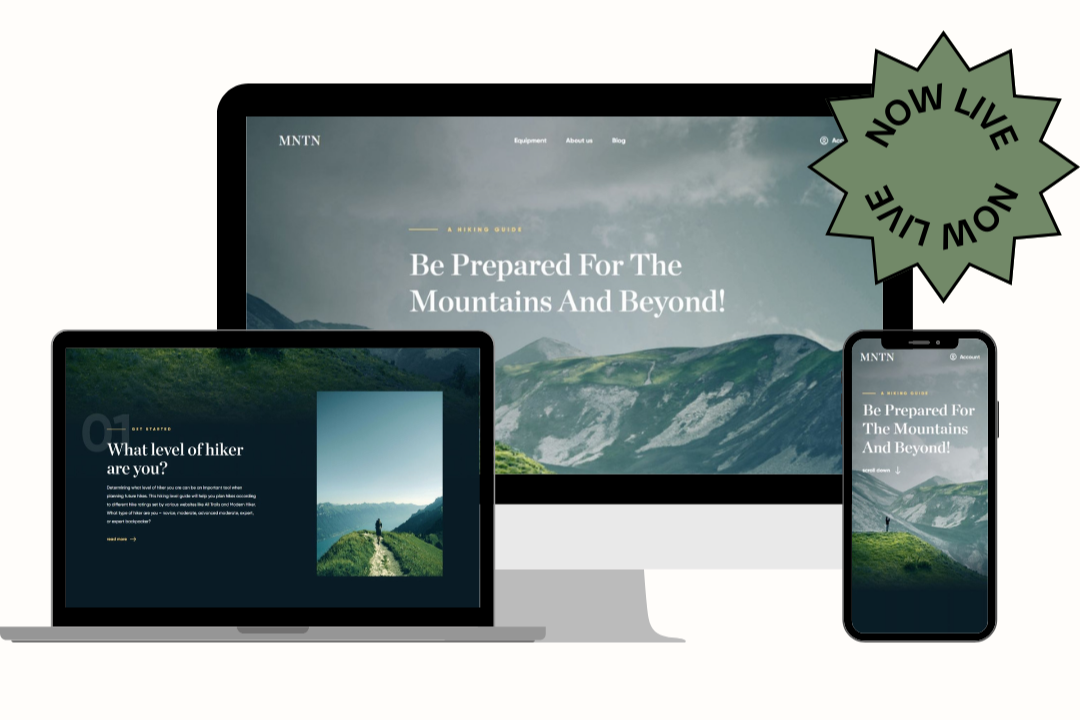 NOW LIVE
NOW LIVE
MNTN
Equipment
About us
Blog
A HIKING GUIDE
Be Prepared For The
Mountains And Beyond!
01
GET STARTED
What level of hiker
are you?
Determining what level of hiker you are can be an important tool when
planning future hikes. This hiking level guide will help you plan hikes according
to different hike ratings set by various websites like All Trails and Modern Hiker.
What type of hiker are you – novice, moderate, advanced moderate, expert,
or expert backpacker?
read more
MNTN
Account
A HIKING GUIDE
Be Prepared For
The Mountains
And Beyond!
scroll down